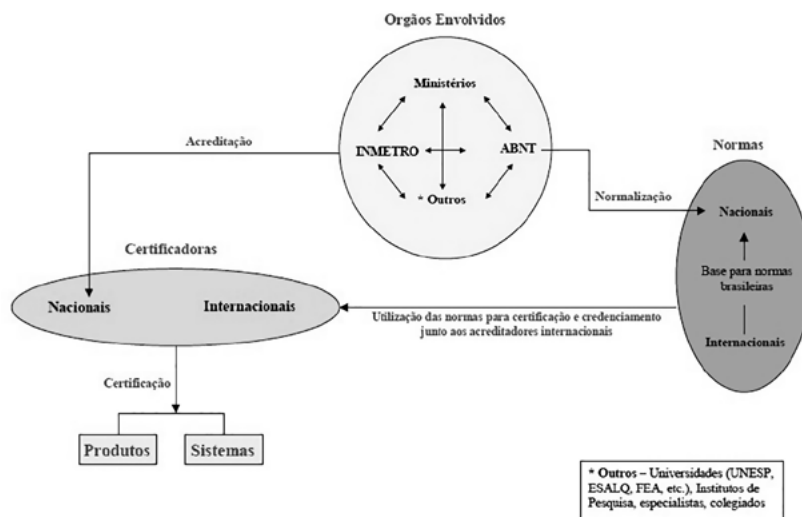 Orgãos Envolvidos
Ministérios
INMETRO
ABNT
* Outros
Acreditação
Normalização
Normas
Nacionais
Base para normas
brasileiras
Internacionais
Certificadoras
Nacionais
Internacionais
Utilização das normas para certificação e credenciamento
junto aos acreditadores internacionais
Certificação
Produtos
Sistemas
* Outros – Universidades (UNESP,
ESALQ, FEA, etc.), Institutos de
Pesquisa, especialistas, colegiados